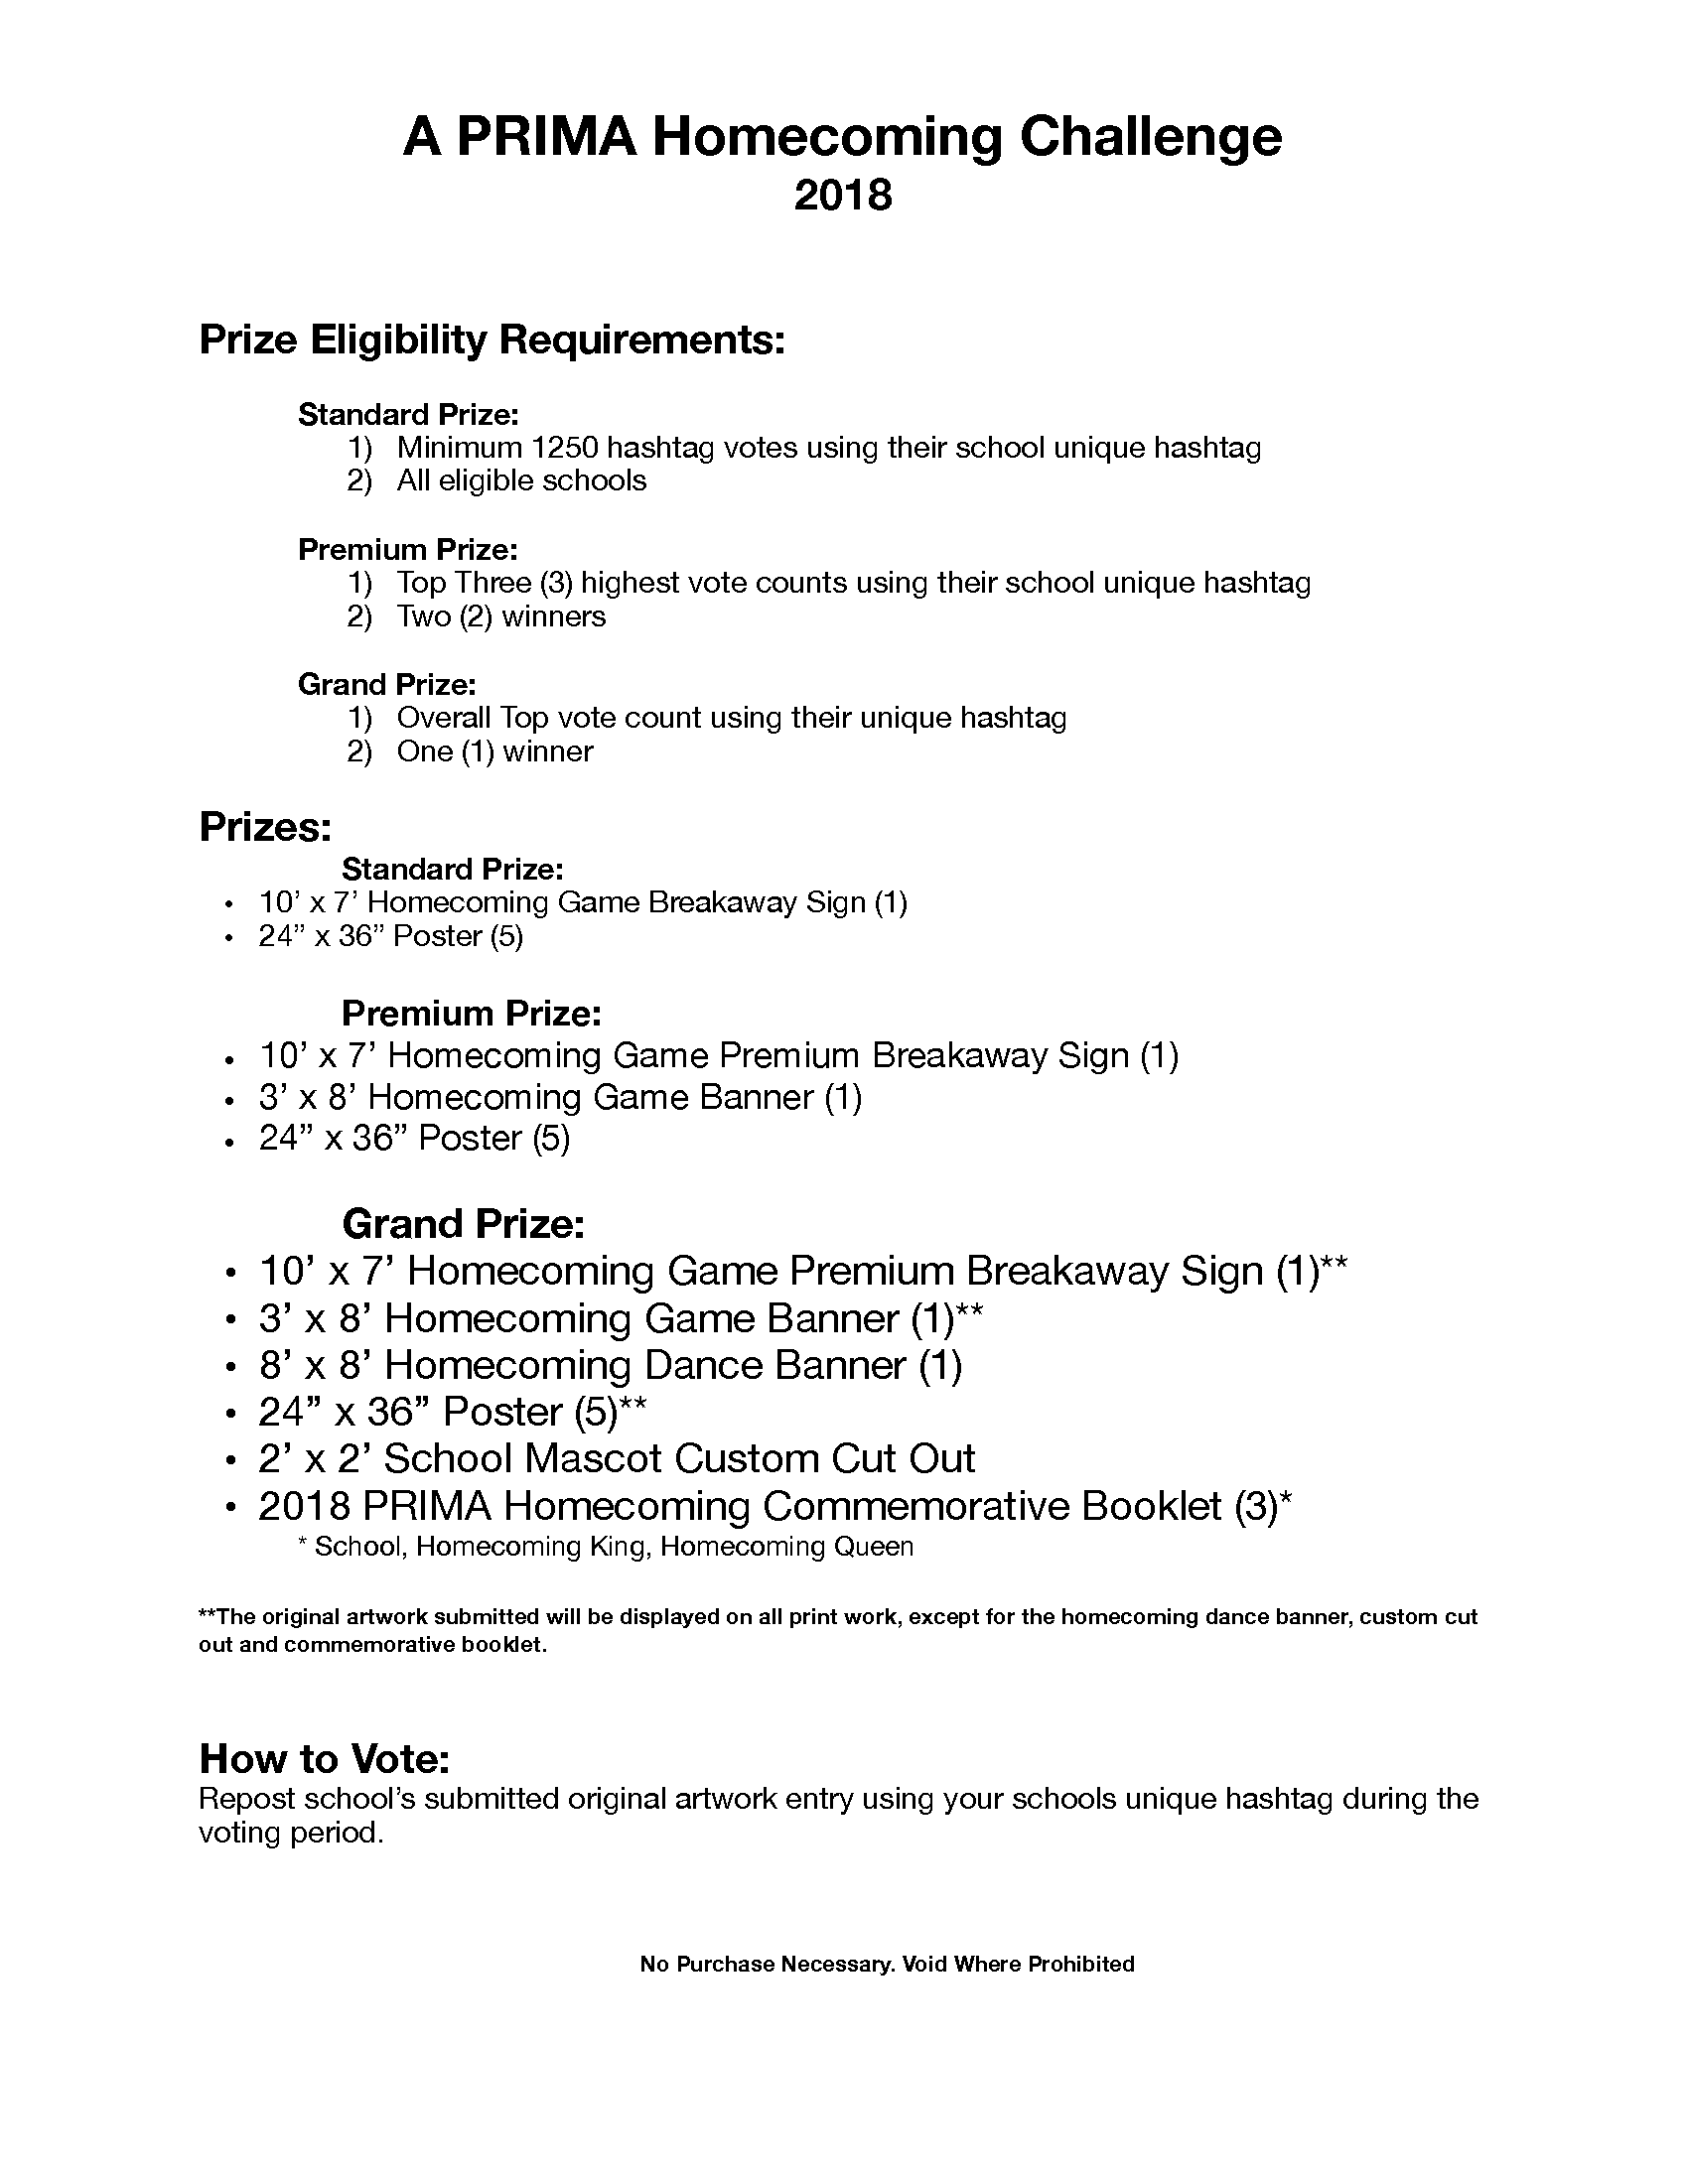 A PRIMA Homecoming Challenge
2018
Prize Eligibility Requirements:
Standard Prize:
1) Minimum 1250 hashtag votes using their school unique hashtag
2) All eligible schools
Premium Prize:
1) Top Three (3) highest vote counts using their school unique hashtag
2) Two (2) winners
Grand Prize:
1) Overall Top vote count using their unique hashtag
2) One (1) winner
Prizes:
Standard Prize:
• 10’ x 7’ Homecoming Game Breakaway Sign (1)
• 24” x 36” Poster (5)
Premium Prize:
• 10’ x 7’ Homecoming Game Premium Breakaway Sign (1)
• 3’ x 8’ Homecoming Game Banner (1)
• 24” x 36” Poster (5)
Grand Prize:
• 10’ x 7’ Homecoming Game Premium Breakaway Sign (1)**
• 3’ x 8’ Homecoming Game Banner (1)**
• 8’ x 8’ Homecoming Dance Banner (1)
• 24” x 36” Poster (5)**
• 2’ x 2’ School Mascot Custom Cut Out
• 2018 PRIMA Homecoming Commemorative Booklet (3)*
* School, Homecoming King, Homecoming Queen
**The original artwork submitted will be displayed on all print work, except for the homecoming dance banner, custom cut
out and commemorative booklet.
How to Vote:
Repost school’s submitted original artwork entry using your schools unique hashtag during the
voting period.
No Purchase Necessary. Void Where Prohibited